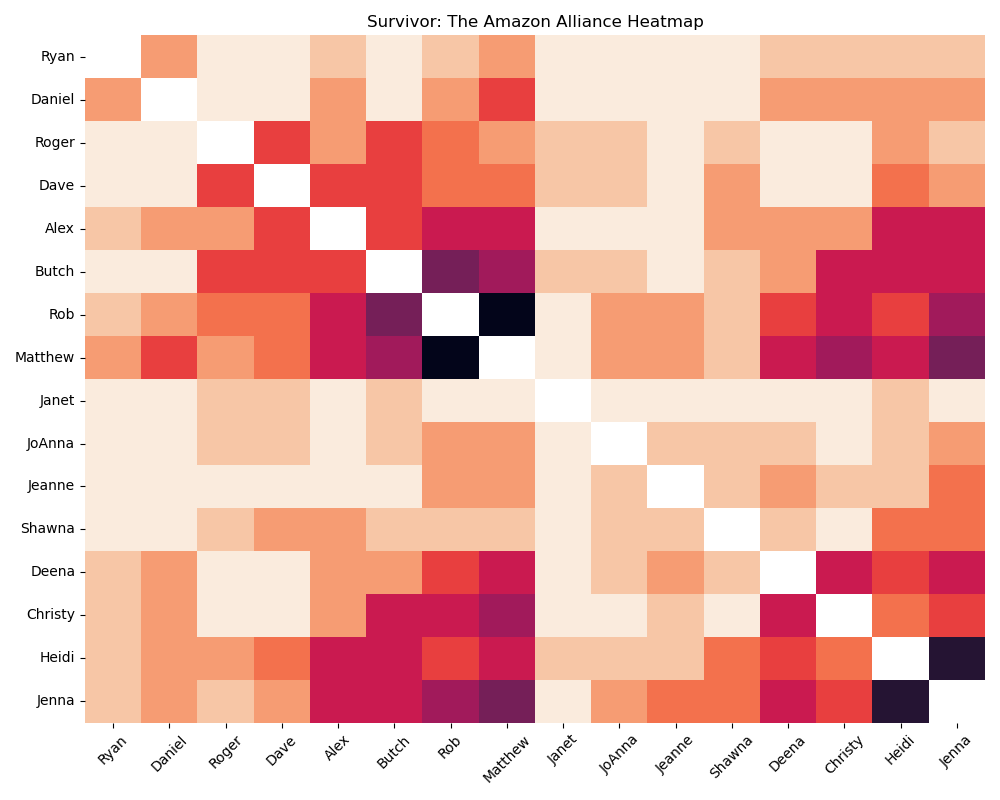 Survivor: The Amazon Alliance Heatmap
Ryan
Daniel
Roger
Dave
Alex
Butch
Rob
Matthew
Janet
JoAnna
Jeanne
Shawna
Deena
Christy
Heidi
Jenna
Ryan Daniel Roger Dave Alex Butch Rob Matthew Janet JoAnna Jeanne Shawna Deena Christy Heidi Jenna